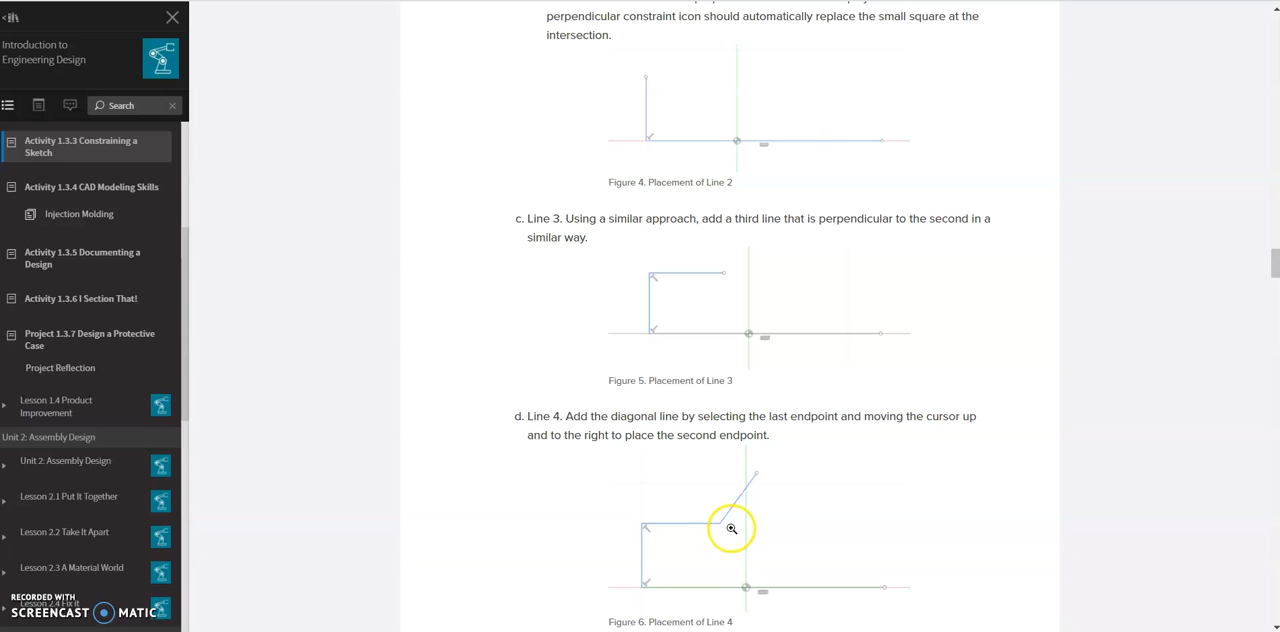 Introduction to
Engineering Design
Search
Activity 1.3.3 Constraining a
Sketch
Activity 1.3.4 CAD Modeling Skills
Injection Molding
Activity 1.3.5 Documenting a
Design
Activity 1.3.6 I Section That!
Project 1.3.7 Design a Protective
Case
Project Reflection
Lesson 1.4 Product
Improvement
Unit 2: Assembly Design
Unit 2: Assembly Design
Lesson 2.1 Put It Together
Lesson 2.2 Take It Apart
Lesson 2.3 A Material World
Lesson 2.4 Fix It
RECORDED WITH
SCREENCAST MATIC
perpendicular constraint icon should automatically replace the small square at the
intersection.
Figure 4. Placement of Line 2
c. Line 3. Using a similar approach, add a third line that is perpendicular to the second in a
similar way.
Figure 5. Placement of Line 3
d. Line 4. Add the diagonal line by selecting the last endpoint and moving the cursor up
and to the right to place the second endpoint.
Figure 6. Placement of Line 4